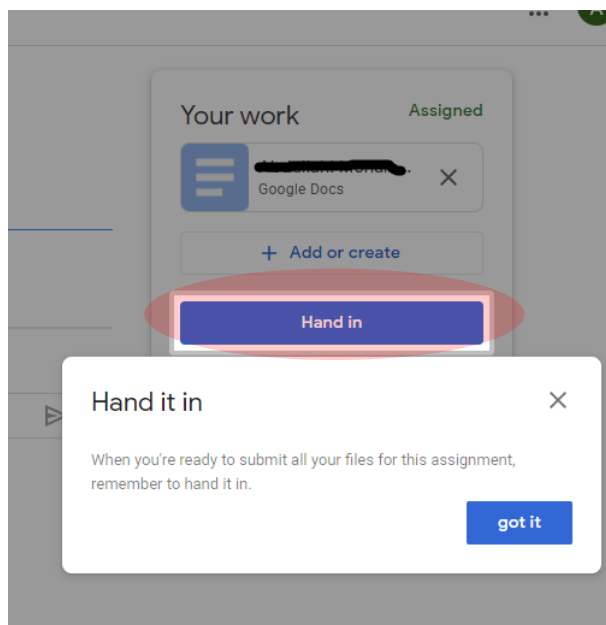 Your work
Assigned
Google Docs
+ Add or create
Hand in
Hand it in
When you're ready to submit all your files for this assignment,
remember to hand it in.
got it